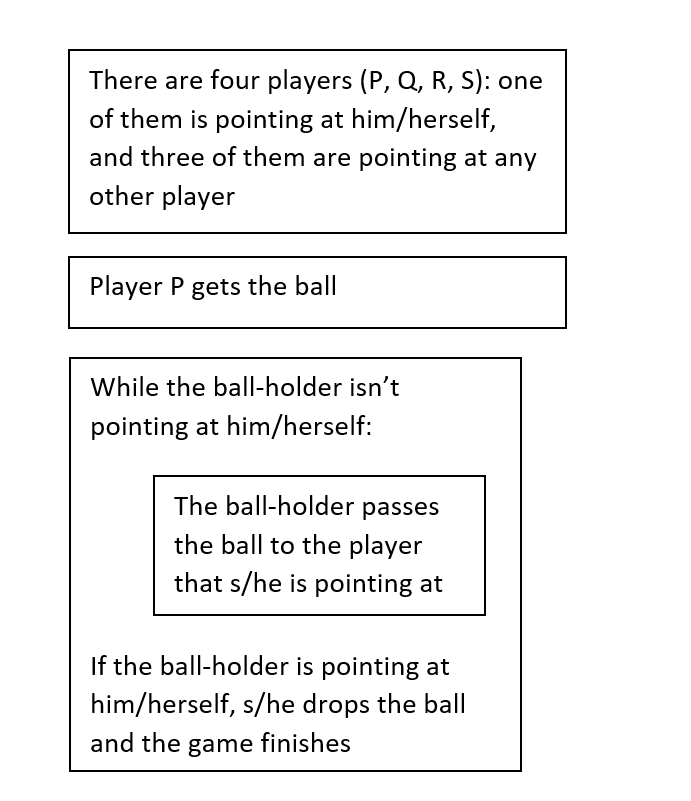 There are four players (P, Q, R, S): one
of them is pointing at him/herself,
and three of them are pointing at any
other player
Player P gets the ball
While the ball-holder isn’t
pointing at him/herself:
The ball-holder passes
the ball to the player
that s/he is pointing at
If the ball-holder is pointing at
him/herself, s/he drops the ball
and the game finishes